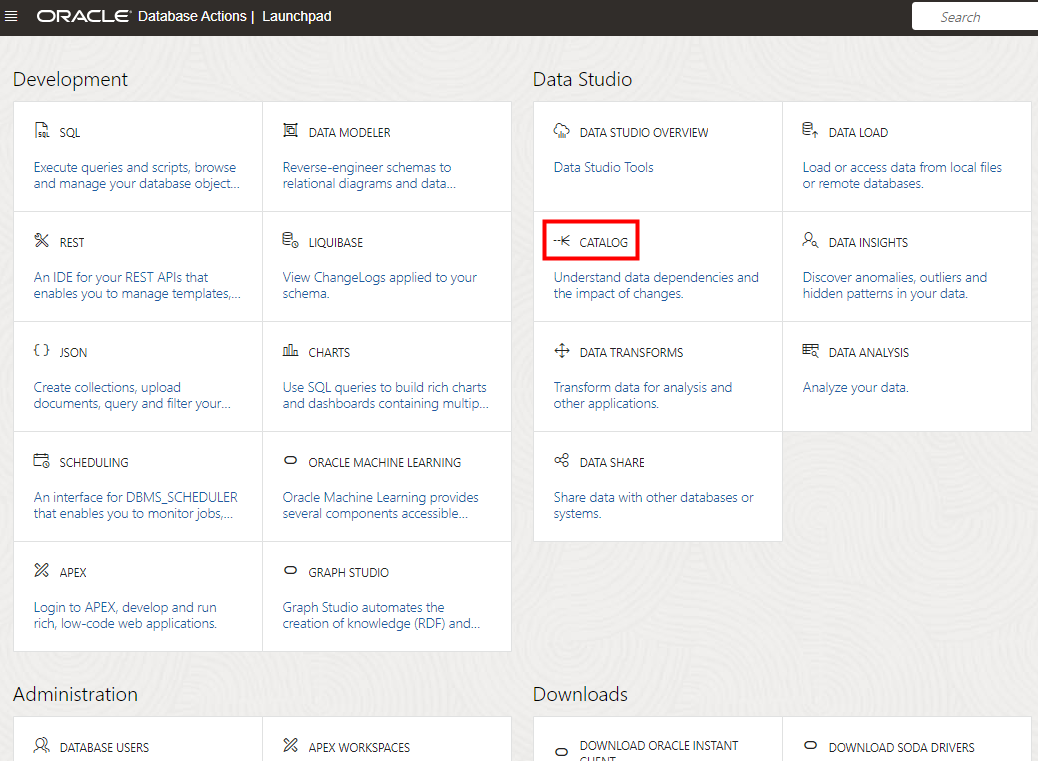 ORACLE Database Actions | Launchpad
Search
Development
SQL
Execute queries and scripts, browse
and manage your database object...
DATA MODELER
Reverse-engineer schemas to
relational diagrams and data...
REST
An IDE for your REST APIs that
enables you to manage templates,...
LIQUIBASE
View ChangeLogs applied to your
schema.
JSON
Create collections, upload
documents, query and filter your...
CHARTS
Use SQL queries to build rich charts
and dashboards containing multip...
SCHEDULING
An interface for DBMS_SCHEDULER
that enables you to monitor jobs,...
ORACLE MACHINE LEARNING
Oracle Machine Learning provides
several components accessible...
APEX
Login to APEX, develop and run
rich, low-code web applications.
GRAPH STUDIO
Graph Studio automates the
creation of knowledge (RDF) and...
Data Studio
DATA STUDIO OVERVIEW
Data Studio Tools
DATA LOAD
Load or access data from local files
or remote databases.
CATALOG
Understand data dependencies and
the impact of changes.
DATA INSIGHTS
Discover anomalies, outliers and
hidden patterns in your data.
DATA TRANSFORMS
Transform data for analysis and
other applications.
DATA ANALYSIS
Analyze your data.
DATA SHARE
Share data with other databases or
systems.
Administration
DATABASE USERS
APEX WORKSPACES
Downloads
DOWNLOAD ORACLE INSTANT
CLIENT
DOWNLOAD SODA DRIVERS